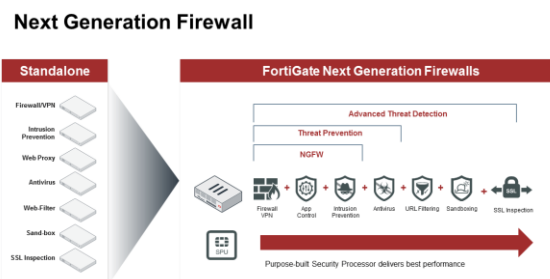 Next Generation Firewall
Standalone
Firewall/VPN
Intrusion
Prevention
Web Proxy
Antivirus
Web-Filter
Sand-box
SSL Inspection
FortiGate Next Generation Firewalls
Advanced Threat Detection
Threat Prevention
NGFW
SSL
Firewall
VPN
+
App
Control
+
Intrusion
Prevention
+
Antivirus
+
URL Filtering
+
Sandboxing
+
SSL Inspection
SPU
Purpose-built Security Processor delivers best performance